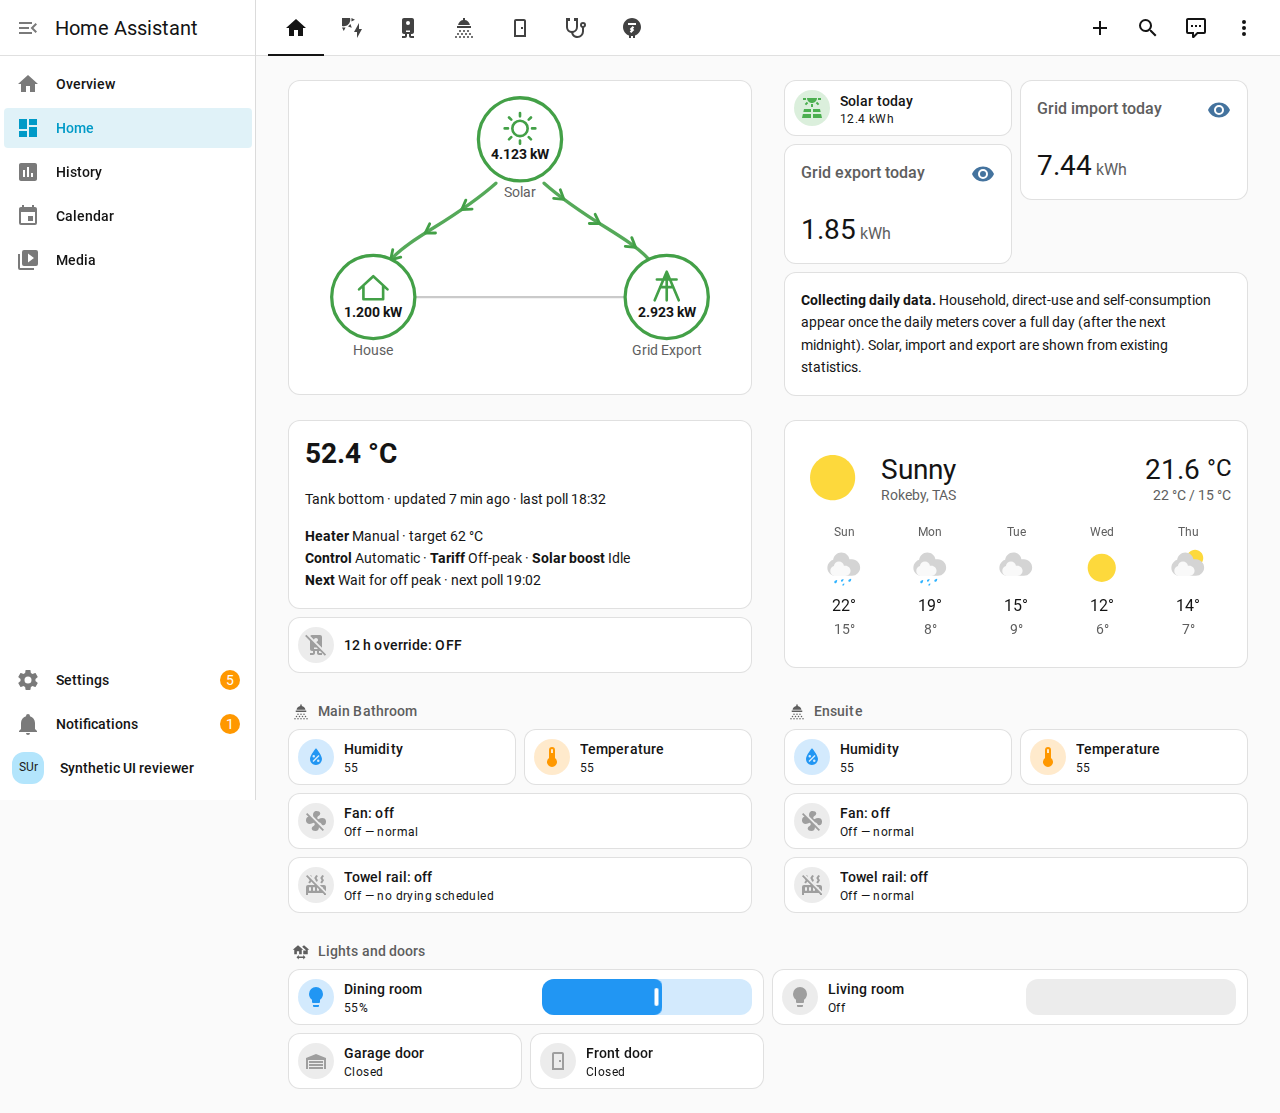 Home Assistant
Overview
Home
History
Calendar
Media
Settings
5
Notifications
1
SUr
Synthetic UI reviewer
4.123 kW
Solar
1.200 kW
House
2.923 kW
Grid Export
Solar today
12.4 kWh
Grid import today
7.44 kWh
Grid export today
1.85 kWh
Collecting daily data. Household, direct-use and self-consumption
appear once the daily meters cover a full day (after the next
midnight). Solar, import and export are shown from existing
statistics.
52.4 °C
Tank bottom · updated 7 min ago · last poll 18:32
Heater Manual · target 62 °C
Control Automatic · Tariff Off-peak · Solar boost Idle
Next Wait for off peak · next poll 19:02
12 h override: OFF
Sunny
Rokeby, TAS
21.6 °C
22 °C / 15 °C
Sun Mon Tue Wed Thu
22° 19° 15° 12° 14°
15° 8° 9° 6° 7°
Main Bathroom
Humidity
55
Temperature
55
Fan: off
Off — normal
Towel rail: off
Off — no drying scheduled
Ensuite
Humidity
55
Temperature
55
Fan: off
Off — normal
Towel rail: off
Off — normal
Lights and doors
Dining room
55%
Living room
Off
Garage door
Closed
Front door
Closed